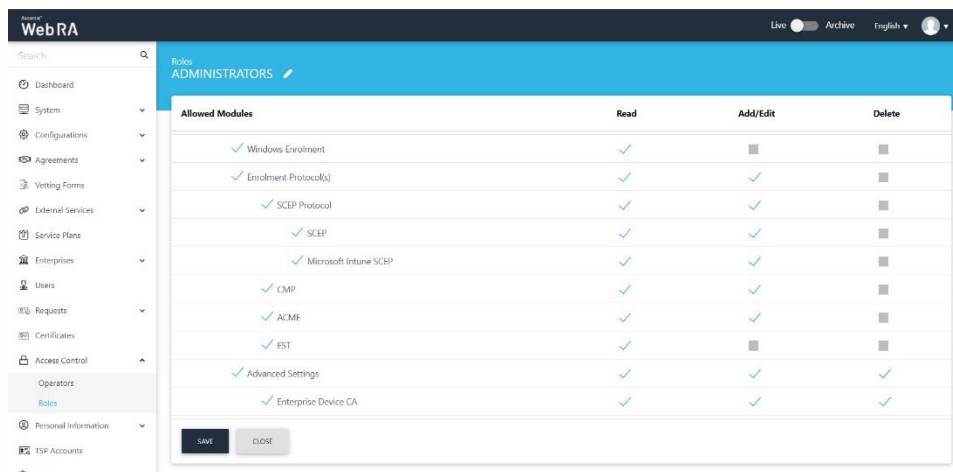 Ascertia
WebRA
Live Archive English
Search
Dashboard
System
Configurations
Agreements
Vetting Forms
External Services
Service Plans
Enterprises
Users
Requests
Certificates
Access Control
Operators
Roles
Personal Information
TSP Accounts
Roles
ADMINISTRATORS
Allowed Modules Read Add/Edit Delete
Windows Enrolment
Enrolment Protocol(s)
SCEP Protocol
SCEP
Microsoft Intune SCEP
CMP
ACME
EST
Advanced Settings
Enterprise Device CA
SAVE CLOSE